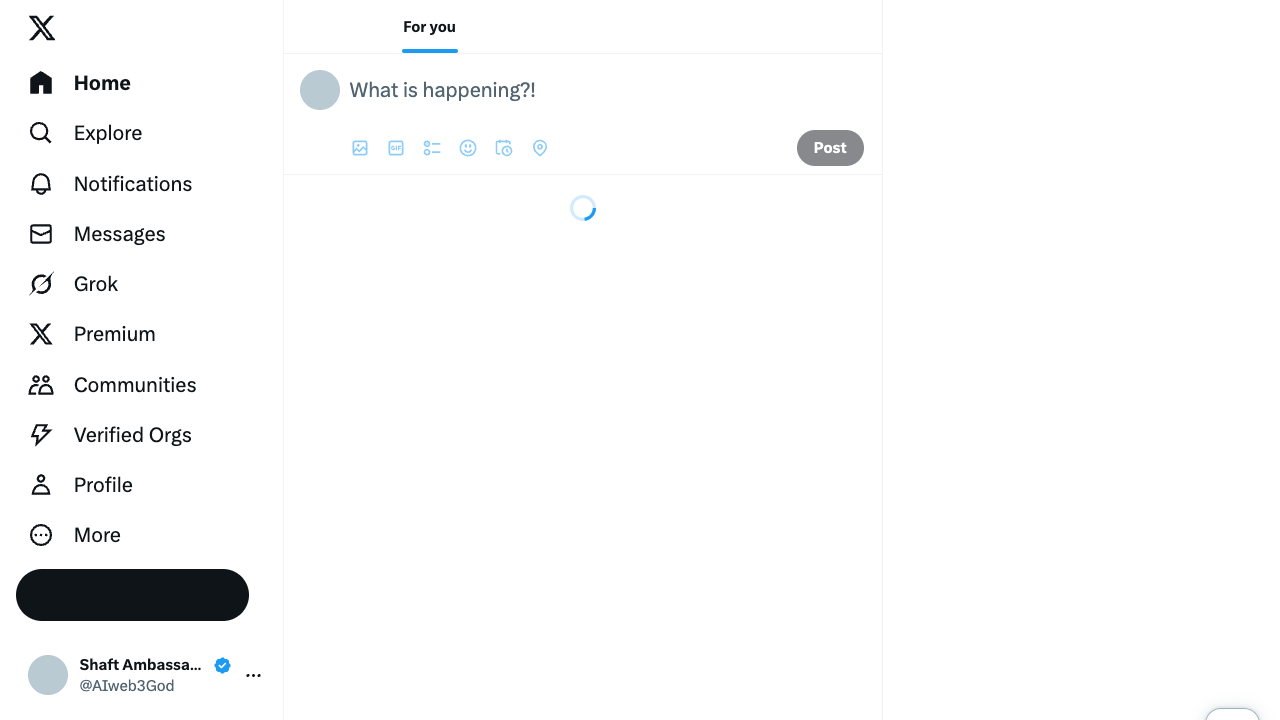 For you
Home
Explore
Notifications
Messages
Grok
Premium
Communities
Verified Orgs
Profile
More
What is happening?!
GIF
Post
Shaft Ambassa...
@AIweb3God